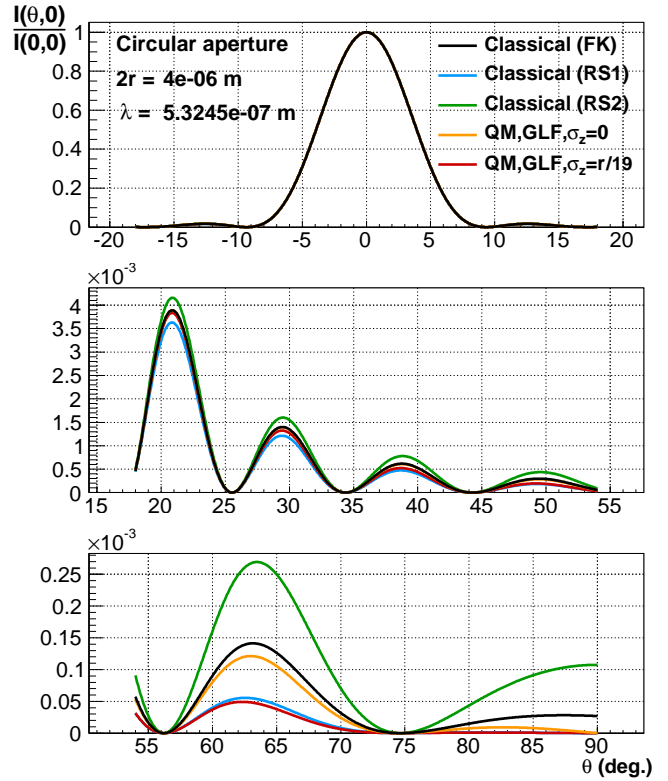 I(θ,0)
I(0,0)
Circular aperture
2r = 4e-06 m
λ = 5.3245e-07 m
Classical (FK)
Classical (RS1)
Classical (RS2)
QM,GLF,σ_z=0
QM,GLF,σ_z=r/19
1
0.8
0.6
0.4
0.2
0
-20 -15 -10 -5 0 5 10 15 20
×10^-3
4
3.5
3
2.5
2
1.5
1
0.5
0
15 20 25 30 35 40 45 50 55
×10^-3
0.25
0.2
0.15
0.1
0.05
0
55 60 65 70 75 80 85 90
θ (deg.)